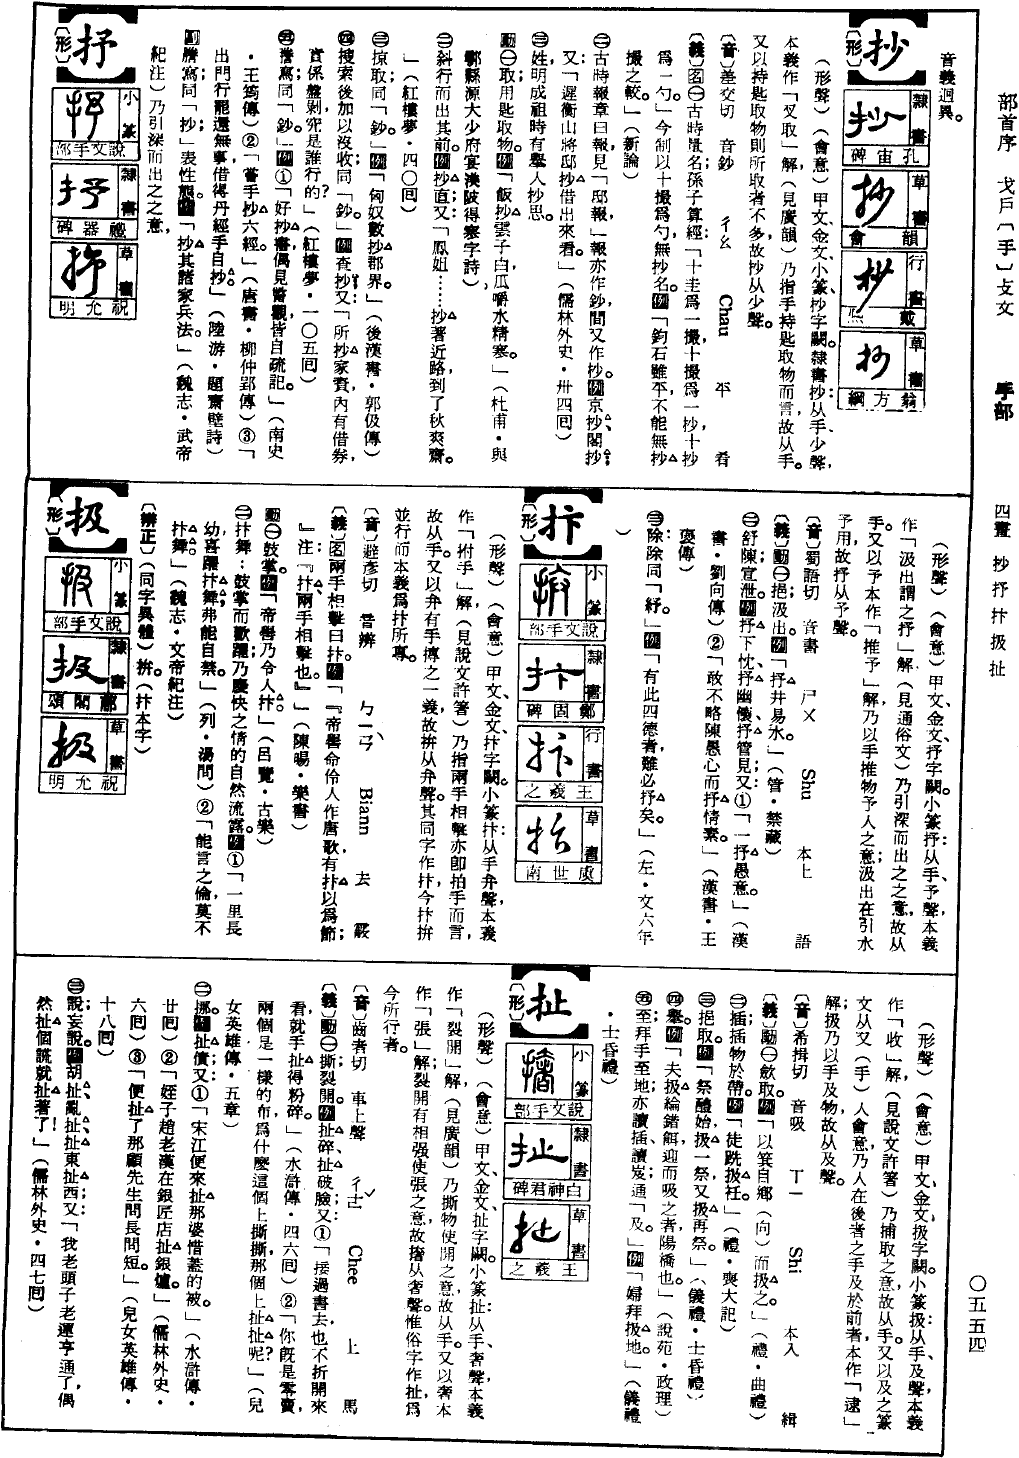 部首序　戈戶「手」支文　手部　四畫　抄抒抃扱扯　〇五五四
音義迥異。
抄
〔形〕
隸書
孔宙碑
草書
韻會
行書
戴熙
草書
翁方綱
（形聲）（會意）甲文、金文、小篆抄字闕。隸書抄：从手少聲，
本義作「叉取」解，（見廣韻）乃指手持匙取物而言，故从手。
又以持匙取物則所取者不多，故抄从少聲。
〔音〕差交切　音鈔　ㄔㄠ　Chau　平　肴
〔義〕名㊀古時量名；孫子算經：「十圭爲一撮，十撮爲一抄，十抄
爲一勺。」今制以十撮爲勺，無抄名。例「鈞石雖平，不能無抄
撮之較。」（新論）
㊁古時報章曰報，見「邸報」；報亦作鈔，間又作抄。例京抄、閣抄；
又：「遲衡山將邸抄借出來看。」（儒林外史・卅四回）
㊂姓，明成祖時有舉人抄思。
動㊀取，用匙取物。例「飯抄雲子白，瓜嚼水精寒。」（杜甫・與
鄠縣源大少府宴渼陂得寒字詩）
㊁斜行而出其前。例抄直；又：「鳳姐……抄著近路到了秋爽齋。
」（紅樓夢・四〇回）
㊂掠取，同「鈔」。例「匈奴數抄郡界。」（後漢書・郭伋傳）
㊃搜索後加以沒收，同「鈔」。例查抄；又：「所抄家資，內有借券，
實係盤剝，究是誰行的？」（紅樓夢・一〇五回）
㊄謄寫，同「鈔」。例①「好抄書，偶見瞥觀，皆自疏記。」（南史
・王筠傳）②「嘗手抄六經。」（唐書・柳仲郢傳）③「
出門行罷還無事，借得丹經手自抄。」（陸游・題齋壁詩）
副謄寫，同「抄」；表性態。例「抄其諸家兵法。」（魏志・武帝
紀注）乃引深而出之之意，
抒
〔形〕
小篆
說文手部
隸書
禮器碑
草書
祝允明
（形聲）（會意）甲文、金文、抒字闕。小篆抒：从手、予聲，本義
作「汲出謂之抒」解，（見通俗文）乃引深而出之之意，故从
手。又以予本作「推予」解，乃以手推物予人之意；汲出在引水
予用，故抒从予聲。
〔音〕蜀語切　音書　ㄕㄨ　Shu　本上　語
〔義〕動㊀挹；汲出。例「抒井易水。」（管・禁藏）
㊁舒；陳；宣泄。例抒下忱、抒幽懷、抒管見；又：①「一抒愚意。」（漢
書・劉向傳）②「敢不略陳愚心而抒情素。」（漢書・王
褒傳）
㊂除，除同「紓」。例「有此四德者，難必抒矣。」（左・文六年
）
抃
〔形〕
小篆
說文手部
隸書
鄭固碑
行書
王羲之
草書
虞世南
（形聲）（會意）甲文、金文、抃字闕。小篆抃：从手弁聲，本義
作「拊手」解，（見說文許箸）乃指兩手相擊亦即拍手而言，
故从手。又以弁有手搏之一義，故拚从弁聲。其同字作抃，今抃拚
並行，而本義爲抃所專。
〔音〕避彥切　音辨　ㄅㄧㄢˋ　Biann　去　霰
〔義〕名兩手相擊曰抃。例「『帝嚳命伶人作唐歌，有抃以爲節；
』注：『抃，兩手相擊也。』」（陳暘・樂書）
動㊀鼓掌。例「帝嚳乃令人抃。」（呂覽・古樂）
㊁抃舞：鼓掌而歡躍；乃慶快之情的自然流露。例①「一里長
幼，喜躍抃舞，弗能自禁。」（列・湯問）②「能言之倫，莫不
抃舞。」（魏志・文帝紀注）
〔辨正〕（同字異體）拚。（抃本字）
扱
〔形〕
小篆
說文手部
隸書
郙閣頌
草書
祝允明
（形聲）（會意）甲文、金文、扱字闕。小篆扱：从手及聲，本義
作「收」解，（見說文許箸）乃捕取之意，故从手。又以及之篆
文从又（手）人會意，乃人在後者之手及於前者，本作「逮」
解；扱乃以手及物，故从及聲。
〔音〕希揖切　音吸　ㄒㄧ　Shi　本入　緝
〔義〕動㊀斂取。例「以箕自鄉（向）而扱之。」（禮・曲禮）
㊁插；插物於帶。例「徒跣扱衽。」（禮・喪大記）
㊂挹取。例「祭醴，始扱一祭，又扱再祭。」（儀禮・士昏禮）
㊃舉。例「夫扱綸錯餌，迎而吸之者，陽橋也。」（說苑・政理）
㊄至，拜手至地；亦讀插，讀岌通「及。」例「婦拜扱地。」（儀禮
・士昏禮）
扯
〔形〕
小篆
說文手部
隸書
白神君碑
草書
王羲之
（形聲）（會意）甲文、金文、扯字闕。小篆扯：从手奢聲，本義
作「裂開」解，（見廣韻）乃撕物使開之意，故从手。又以奢本
作「張」解，裂開有相强使張之意，故撦从奢聲。惟俗字作扯，爲
今所行者。
〔音〕齒者切　車上聲　ㄔㄜˇ　Chee　上　馬
〔義〕動㊀撕；裂開。例扯碎、扯破臉；又：①「接過書去，也不折開來
看，就手扯得粉碎。」（水滸傳・四六回）②「你旣是零賣，
兩個是一樣的布，爲什麼這個上撕撕，那個上扯扯呢？」（兒
女英雄傳・五章）
㊁挪。例扯債；又：①「宋江便來扯那婆惜蓋的被。」（水滸傳・
廿回）②「姪子趙老漢在銀匠店扯銀爐。」（儒林外史・
六回）③「便扯了那顧先生問長問短。」（兒女英雄傳・
十八回）
㊂說；妄說。例胡扯、亂扯、扯東扯西；又：「我老頭子老運亨通了，偶
然扯個謊，就扯著了！」（儒林外史・四七回）